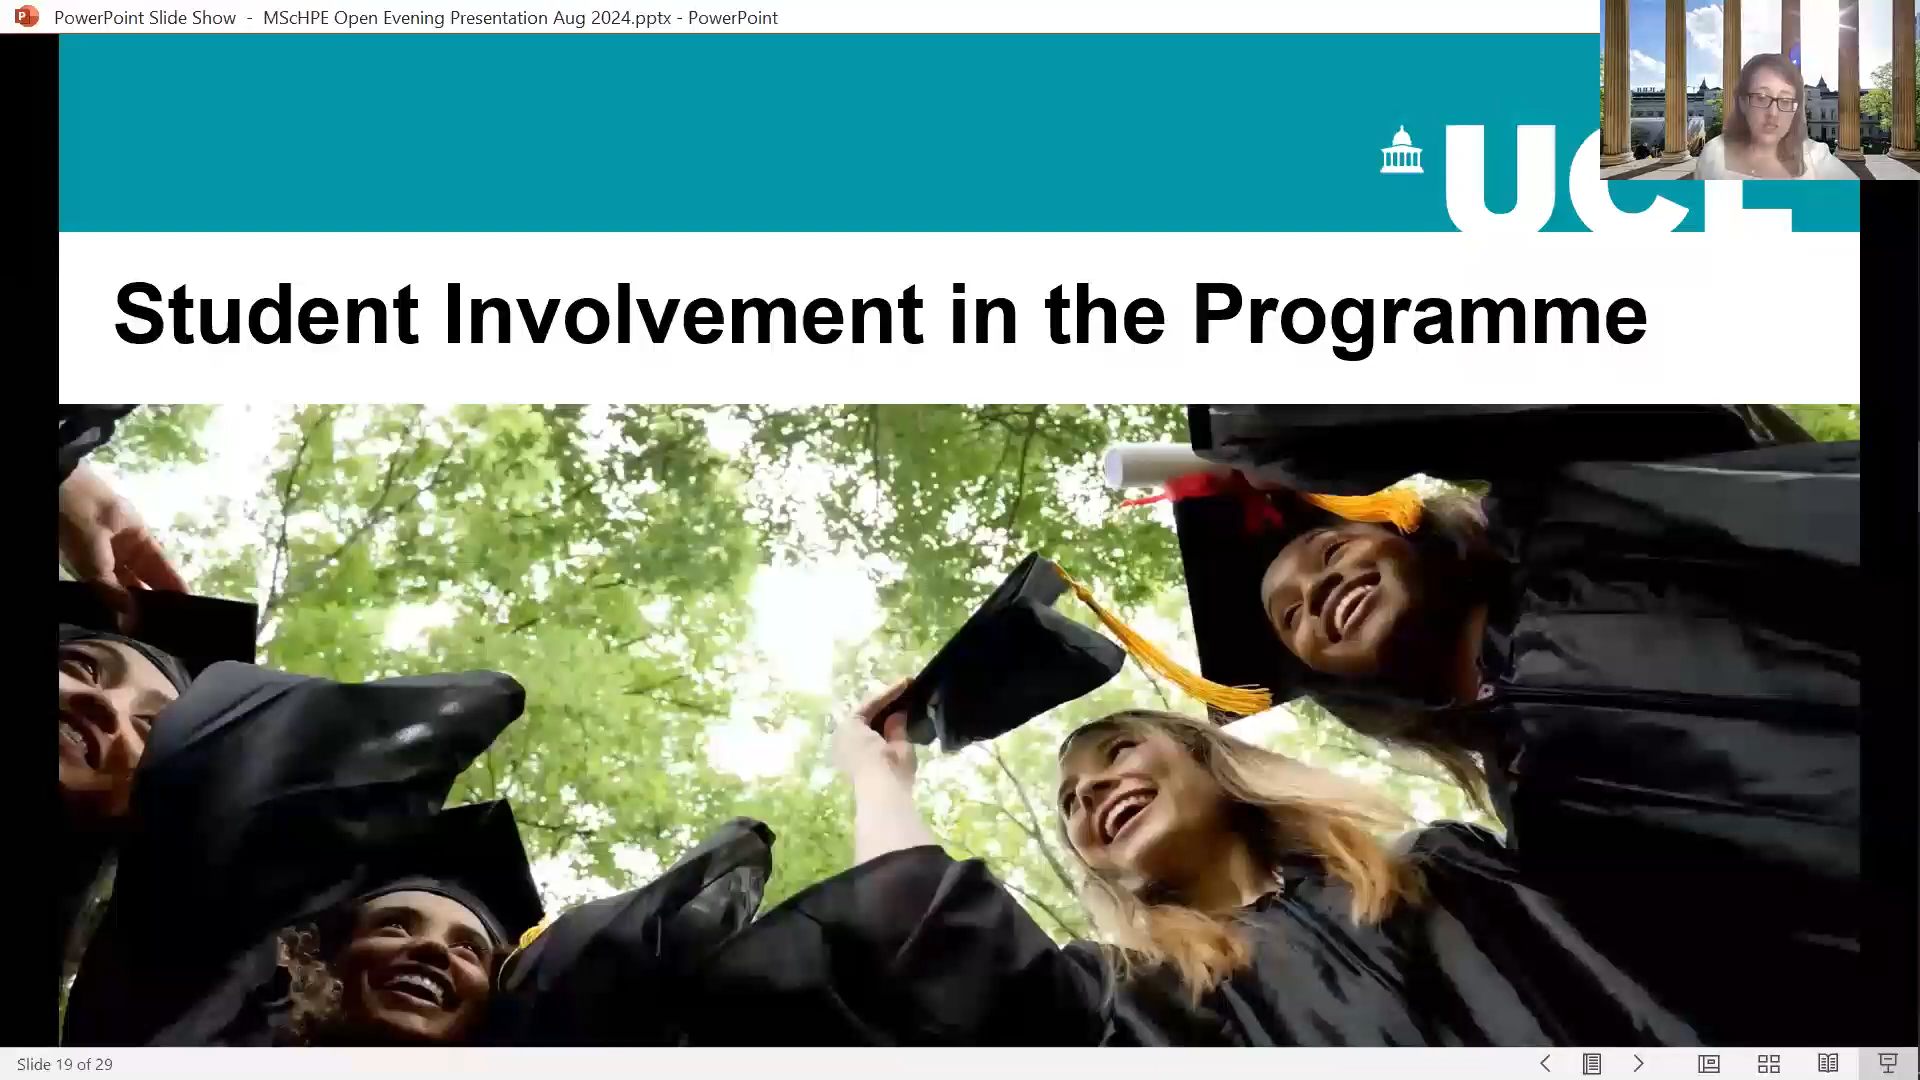 PowerPoint Slide Show - MScHPE Open Evening Presentation Aug 2024.pptx - PowerPoint
UCL
Student Involvement in the Programme
Slide 19 of 29